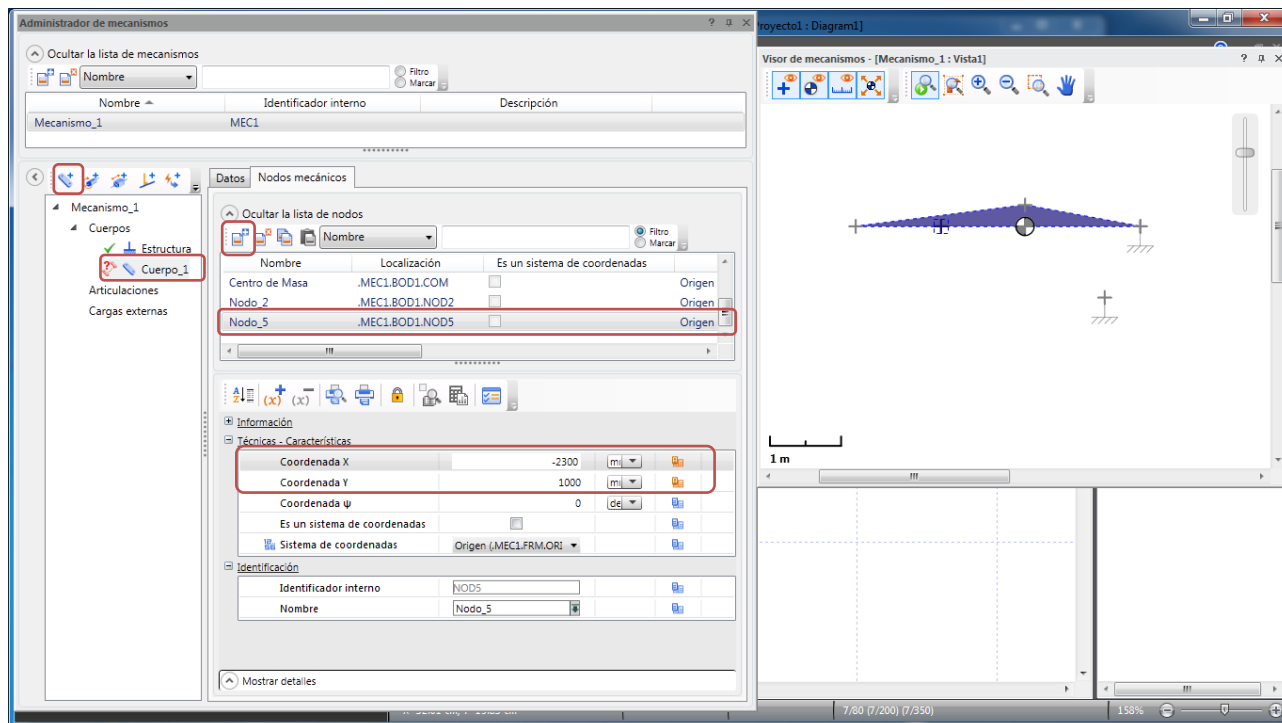 Administrador de mecanismos
royecto1 : Diagram1]
Ocultar la lista de mecanismos
Nombre
Filtro
Marcar
Nombre Identificador interno Descripción
Mecanismo_1 MEC1
Datos Nodos mecánicos
Mecanismo_1
Cuerpos
Estructura
Cuerpo_1
Articulaciones
Cargas externas
Ocultar la lista de nodos
Nombre
Filtro
Marcar
Nombre Localización Es un sistema de coordenadas
Centro de Masa .MEC1.BOD1.COM Origen
Nodo_2 .MEC1.BOD1.NOD2 Origen
Nodo_5 .MEC1.BOD1.NOD5 Origen
Información
Técnicas - Características
Coordenada X -2300 m
Coordenada Y 1000 m
Coordenada ψ 0 de
Es un sistema de coordenadas
Sistema de coordenadas Origen (.MEC1.FRM.ORI
Identificación
Identificador interno NOD5
Nombre Nodo_5
Mostrar detalles
Visor de mecanismos - [Mecanismo_1 : Vista1]
1 m
7/80 (7/200) (7/350) 158%